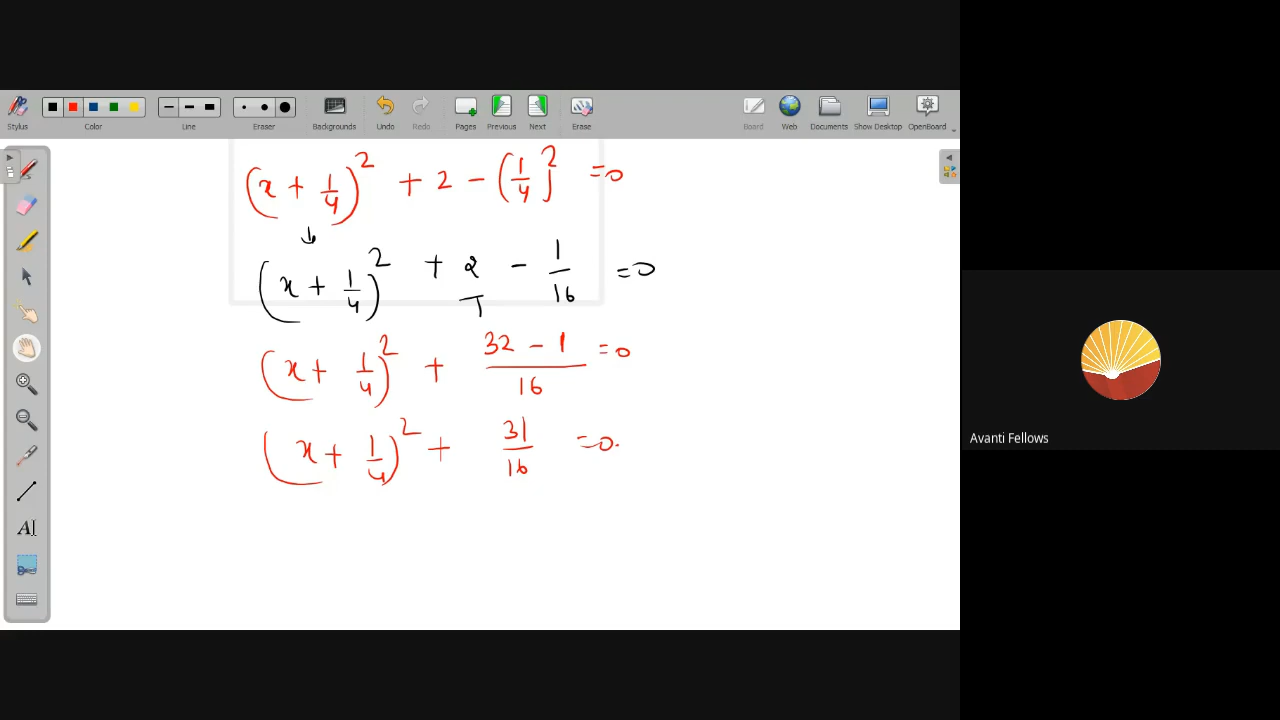 Stylus Color Line Eraser Backgrounds Undo Redo Pages Previous Next Erase Board Web Documents Show Desktop OpenBoard
(x + 1/4)² + 2 - (1/4)² = 0
(x + 1/4)² + 2/1 - 1/16 = 0
(x + 1/4)² + (32 - 1)/16 = 0
(x + 1/4)² + 31/16 = 0.
Avanti Fellows